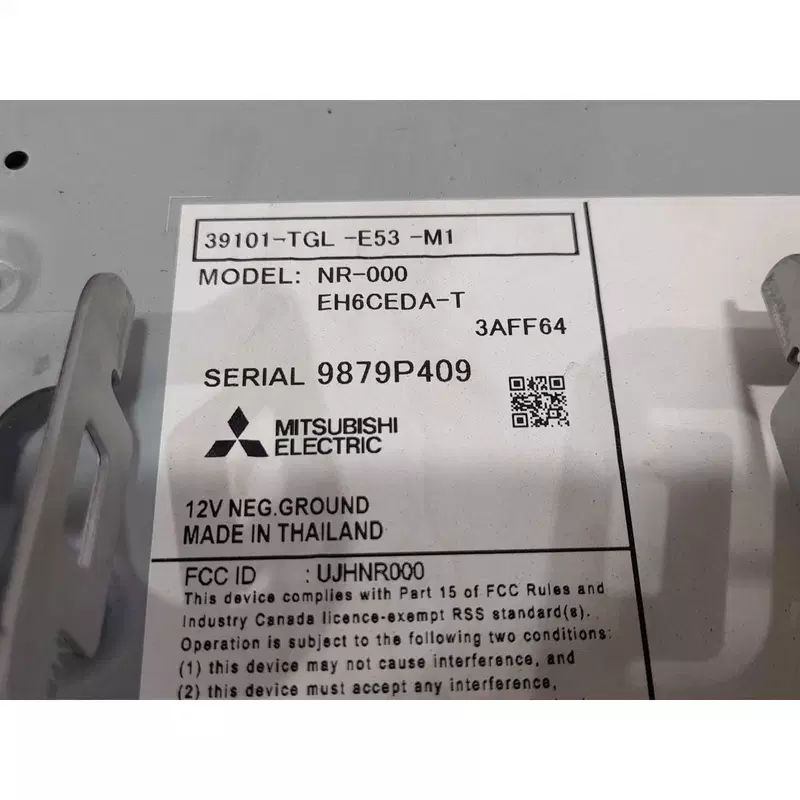 39101-TGL -E53 -M1
MODEL: NR-000
EH6CEDA-T
3AFF64
SERIAL 9879P409
MITSUBISHI
ELECTRIC
12V NEG.GROUND
MADE IN THAILAND
FCC ID : UJHNR000
This device complies with Part 15 of FCC Rules and
Industry Canada licence-exempt RSS standard(s).
Operation is subject to the following two conditions:
(1) this device may not cause interference, and
(2) this device must accept any interference,